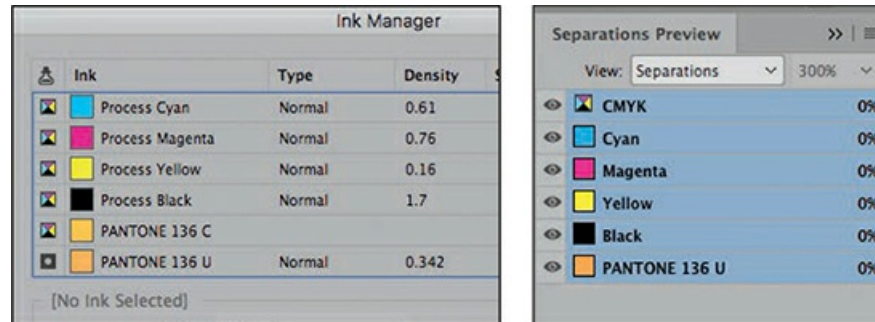 Ink Manager
Ink Type Density
Process Cyan Normal 0.61
Process Magenta Normal 0.76
Process Yellow Normal 0.16
Process Black Normal 1.7
PANTONE 136 C
PANTONE 136 U Normal 0.342
[No Ink Selected]
Separations Preview
View: Separations 300%
CMYK 0%
Cyan 0%
Magenta 0%
Yellow 0%
Black 0%
PANTONE 136 U 0%